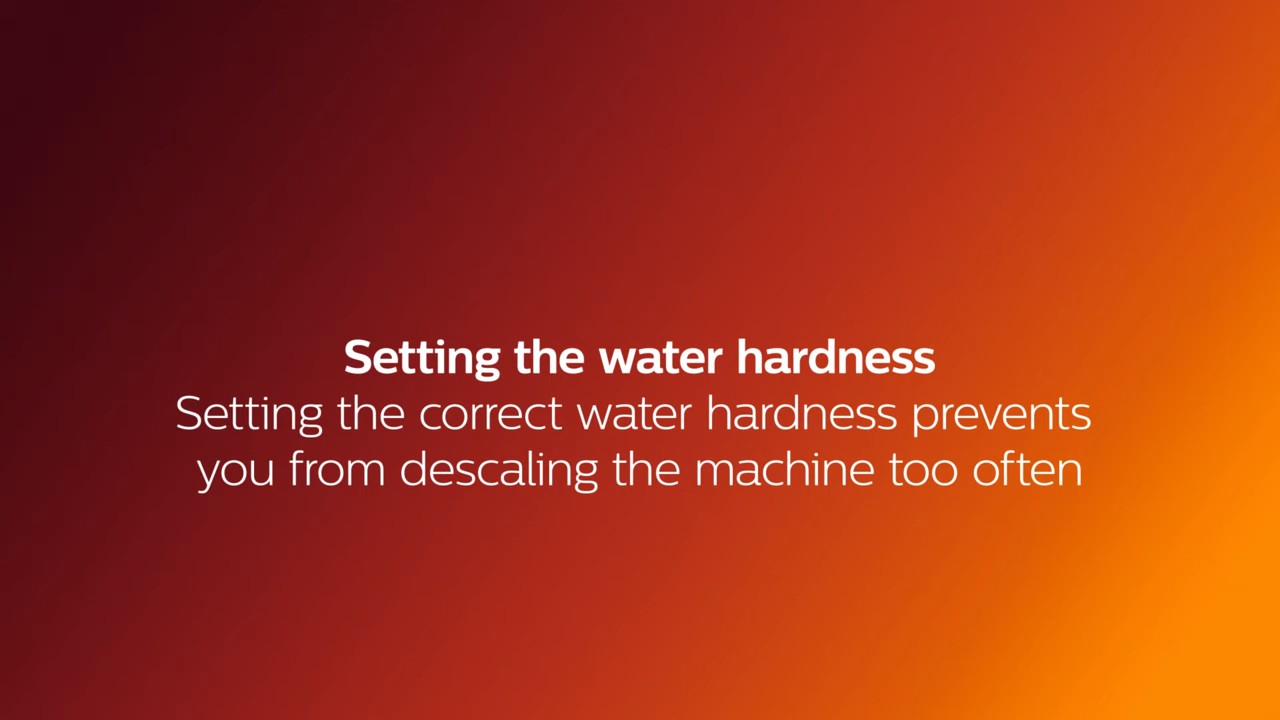 Setting the water hardness
Setting the correct water hardness prevents
you from descaling the machine too often